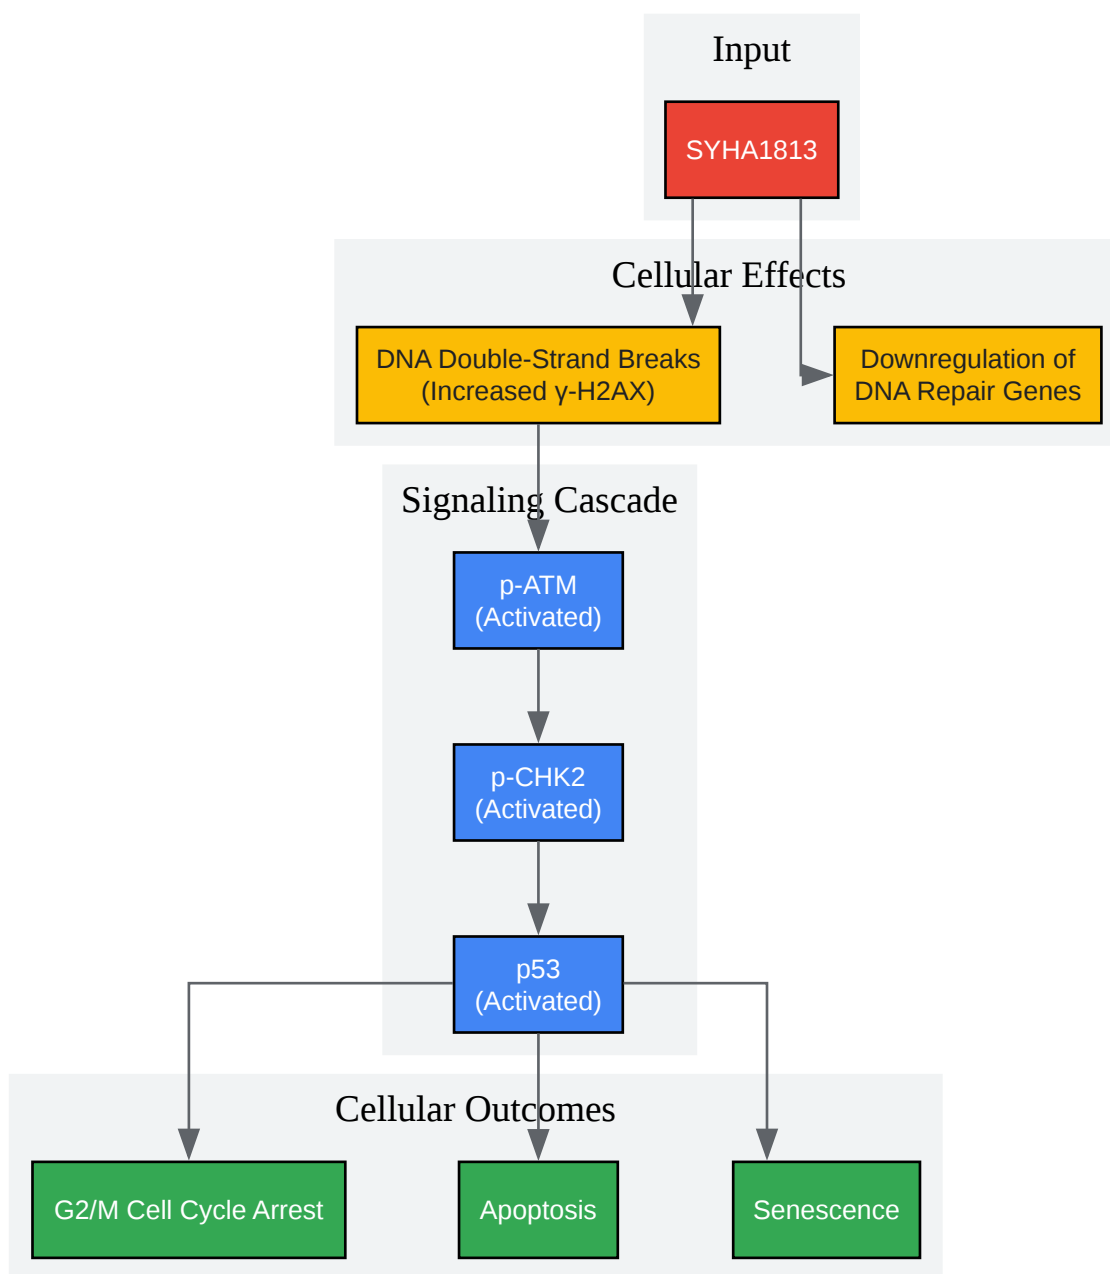 Input
SYHA1813
Cellular Effects
DNA Double-Strand Breaks
(Increased γ-H2AX)
Downregulation of
DNA Repair Genes
Signaling Cascade
p-ATM
(Activated)
p-CHK2
(Activated)
p53
(Activated)
Cellular Outcomes
G2/M Cell Cycle Arrest
Apoptosis
Senescence